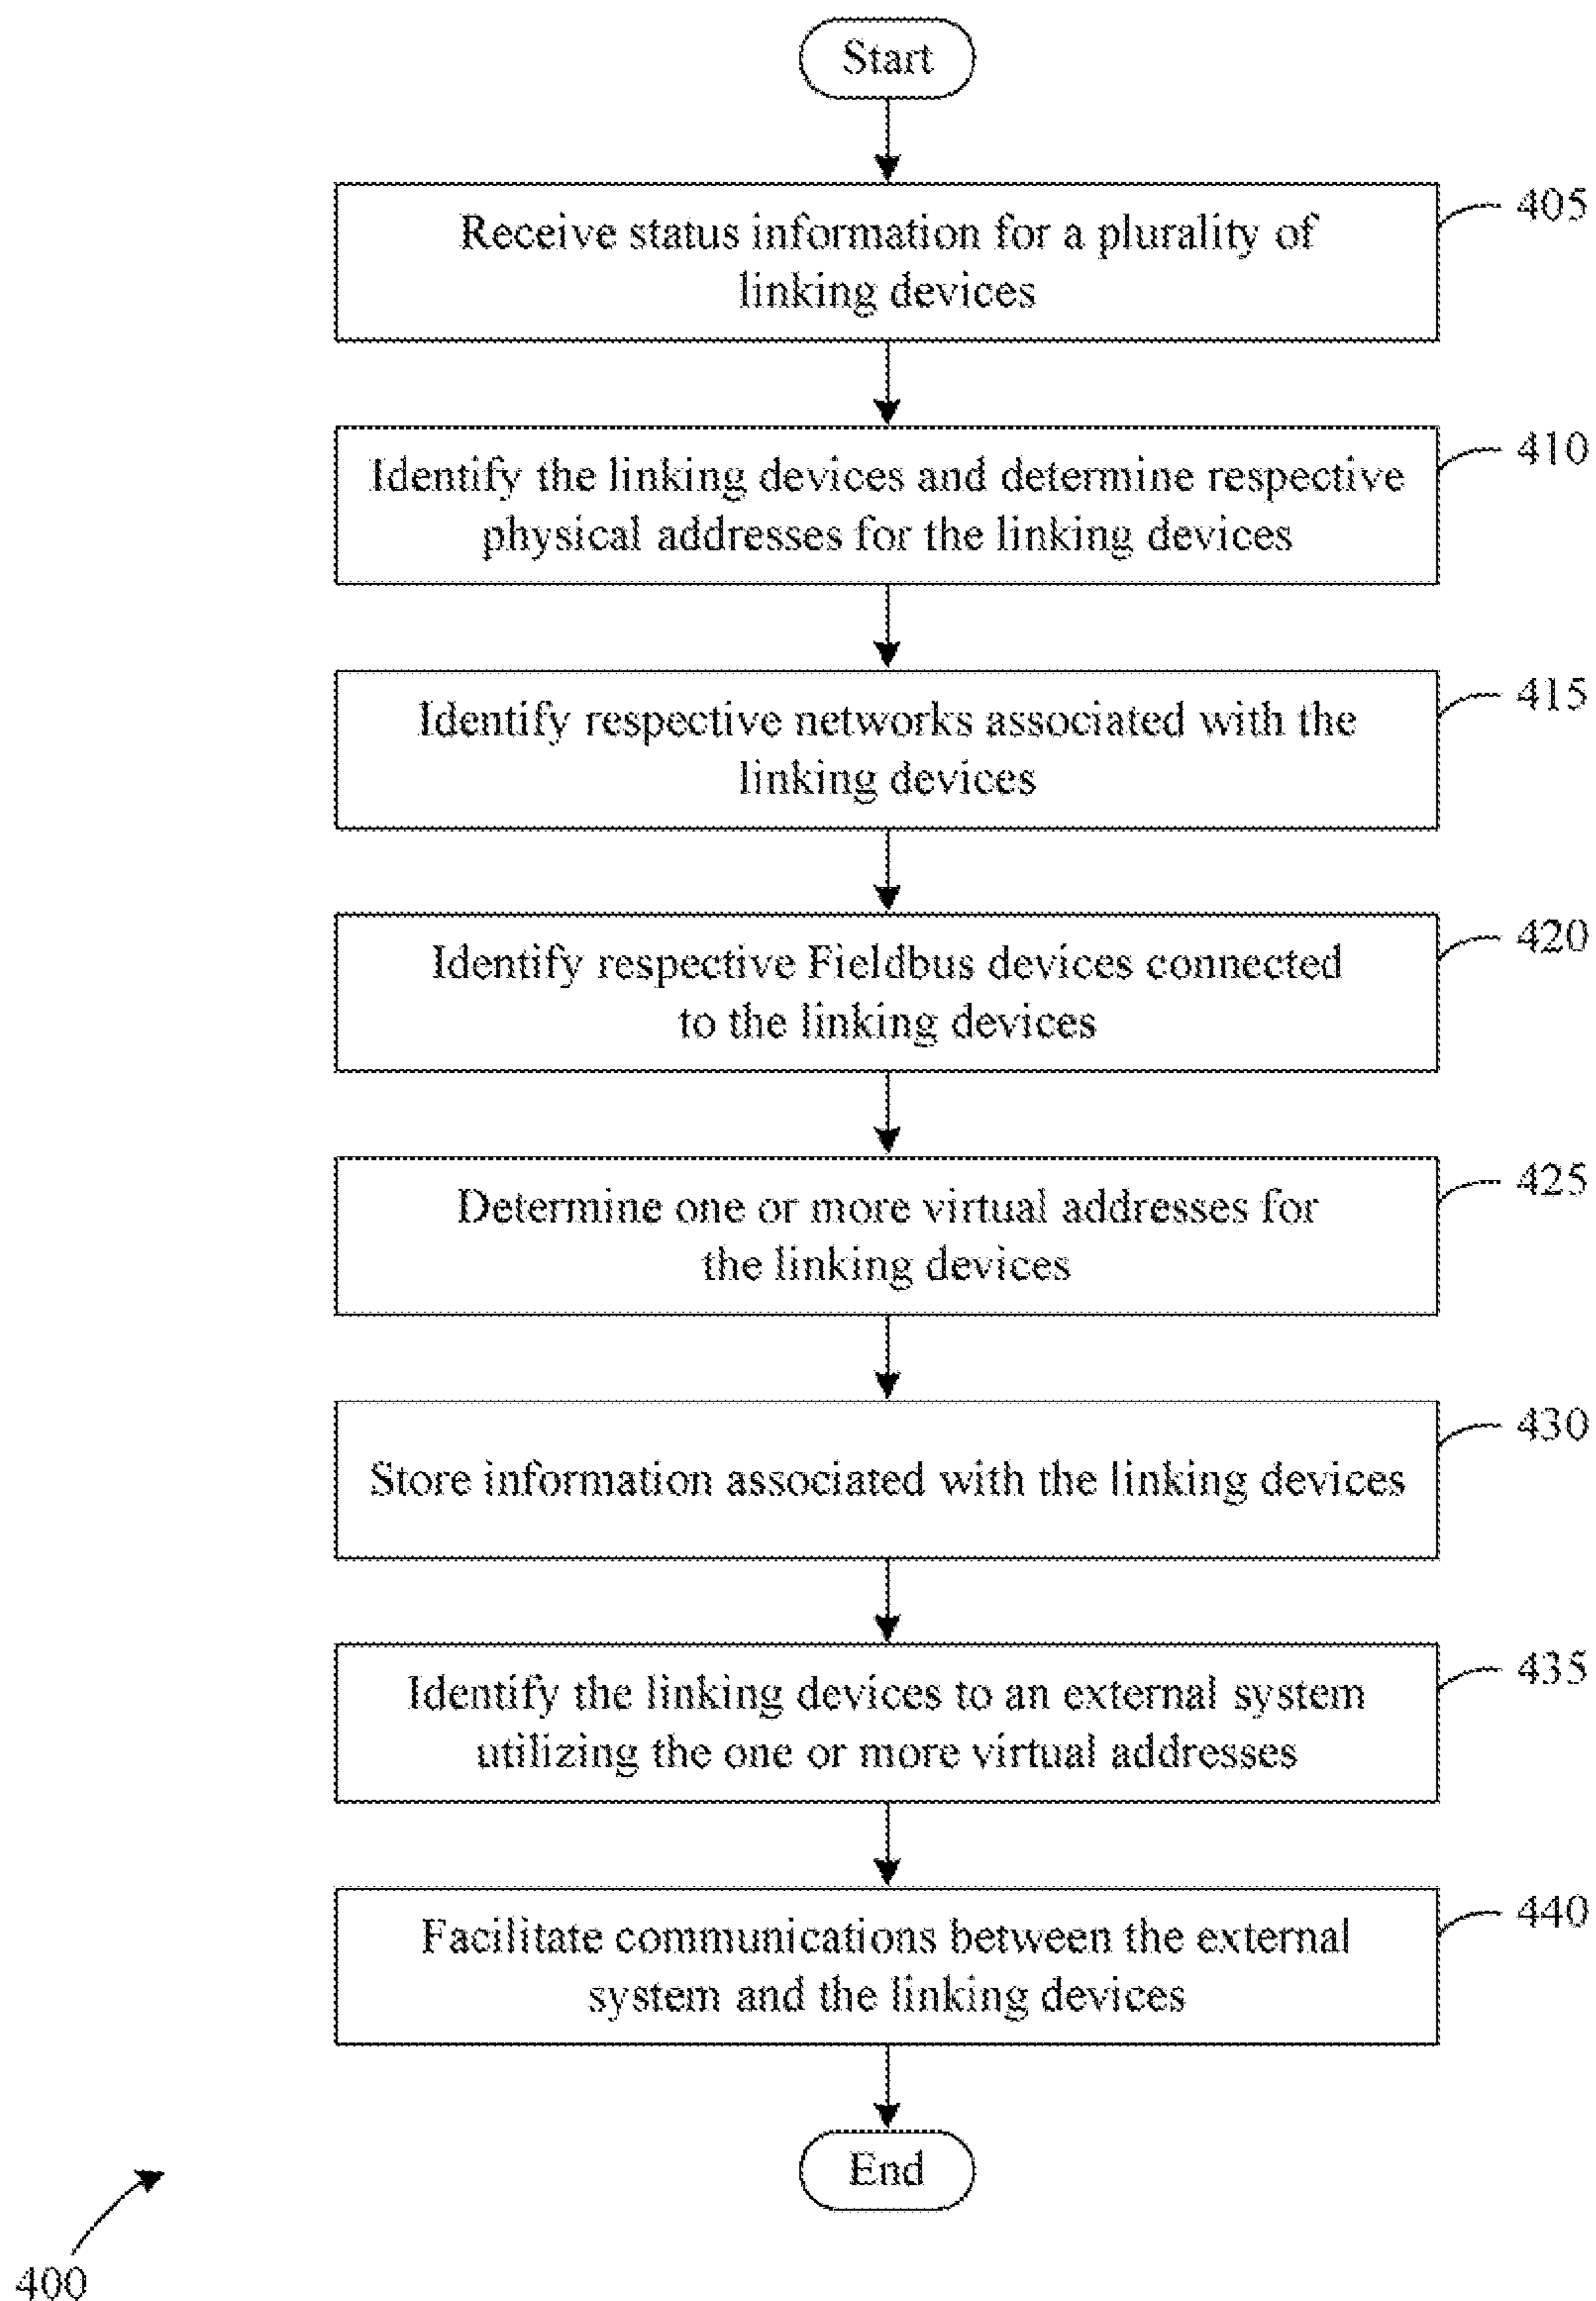 Start
405
Receive status information for a plurality of
linking devices
410
Identify the linking devices and determine respective
physical addresses for the linking devices
415
Identify respective networks associated with the
linking devices
420
Identify respective Fieldbus devices connected
to the linking devices
425
Determine one or more virtual addresses for
the linking devices
430
Store information associated with the linking devices
435
Identify the linking devices to an external system
utilizing the one or more virtual addresses
440
Facilitate communications between the external
system and the linking devices
End
400